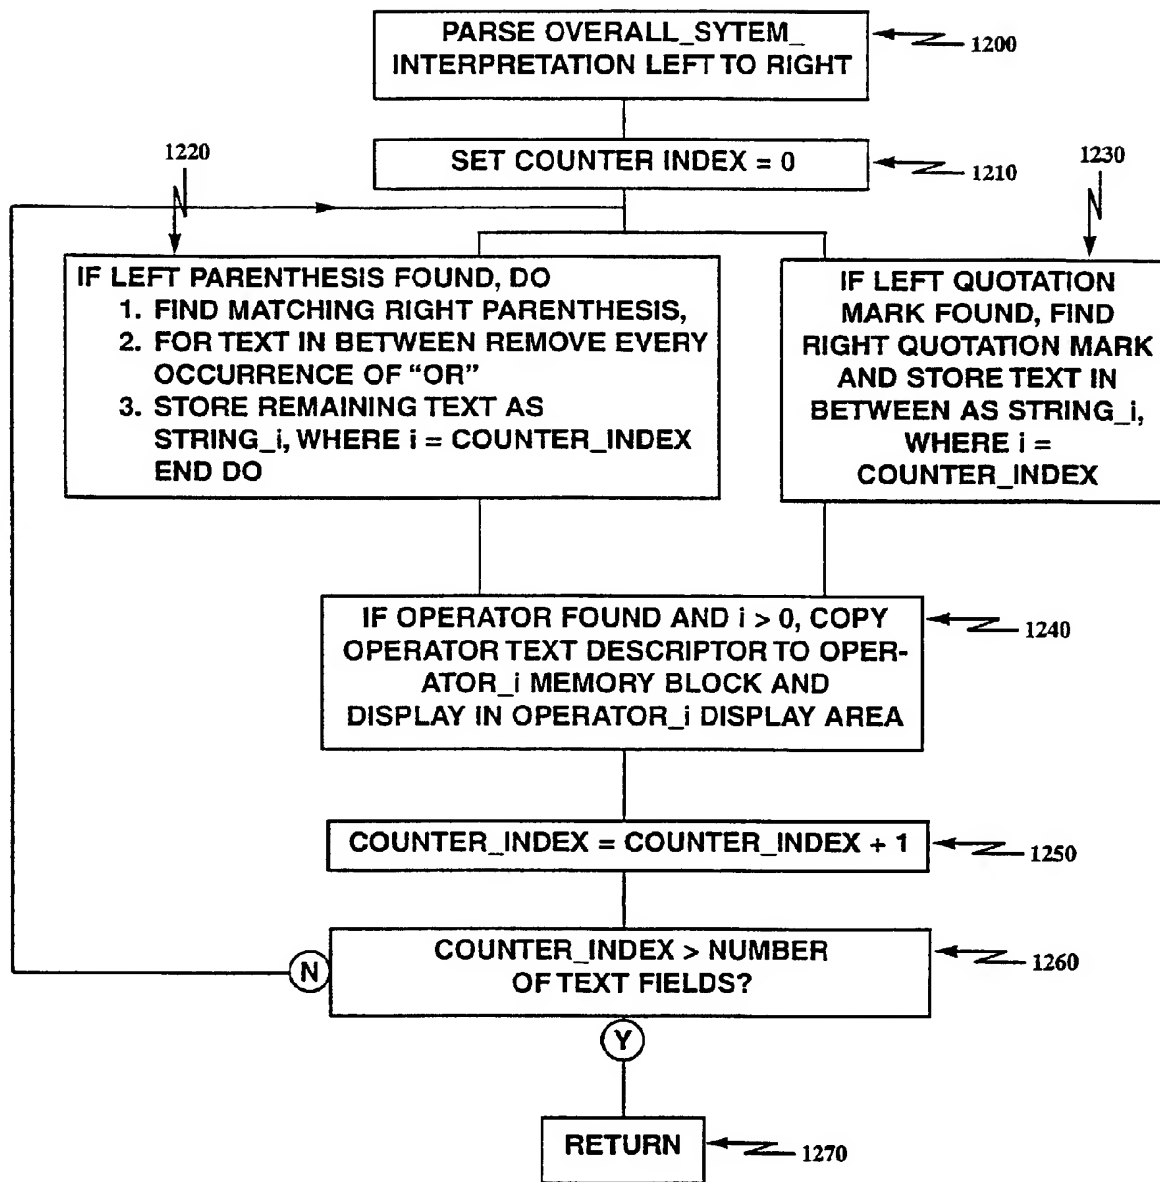 PARSE OVERALL_SYTEM_
INTERPRETATION LEFT TO RIGHT
1200
SET COUNTER INDEX = 0
1210
1220
1230
IF LEFT PARENTHESIS FOUND, DO
1. FIND MATCHING RIGHT PARENTHESIS,
2. FOR TEXT IN BETWEEN REMOVE EVERY
OCCURRENCE OF “OR”
3. STORE REMAINING TEXT AS
STRING_i, WHERE i = COUNTER_INDEX
END DO
IF LEFT QUOTATION
MARK FOUND, FIND
RIGHT QUOTATION MARK
AND STORE TEXT IN
BETWEEN AS STRING_i,
WHERE i =
COUNTER_INDEX
IF OPERATOR FOUND AND i > 0, COPY
OPERATOR TEXT DESCRIPTOR TO OPER-
ATOR_i MEMORY BLOCK AND
DISPLAY IN OPERATOR_i DISPLAY AREA
1240
COUNTER_INDEX = COUNTER_INDEX + 1
1250
COUNTER_INDEX > NUMBER
OF TEXT FIELDS?
1260
N
Y
RETURN
1270